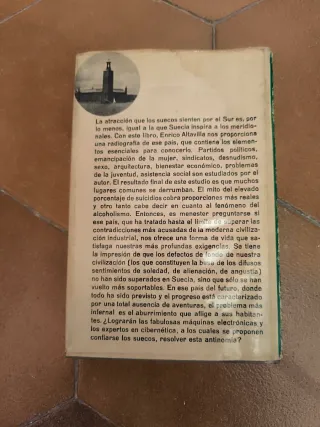 La atracción que los suecos sienten por el Sur es, por
lo menos, igual a la que Suecia inspira a los meridio-
nales. Con este libro, Enrico Altavilla nos proporciona
una radiografía de ese país, que contiene los elemen-
tos esenciales para conocerlo. Partidos políticos,
emancipación de la mujer, sindicatos, desnudismo,
sexo, arquitectura, bienestar económico, problemas
de la juventud, asistencia social son estudiados por el
autor. El resultado final de este estudio es que muchos
lugares comunes se derrumban. El mito del elevado
porcentaje de suicidios cobra proporciones más reales
y otro tanto cabe decir en cuanto al fenómeno del
alcoholismo. Entonces, es menester preguntarse si
ese país, que ha tratado hasta el límite de superar las
contradicciones más acusadas de la moderna civiliza-
ción industrial, nos ofrece una forma de vida que sa-
tisfaga nuestras más profundas exigencias. Se tiene
la impresión de que los defectos de fondo de nuestra
civilización (los que constituyen la base de los difusos
sentimientos de soledad, de alienación, de angustia)
no han sido superados en Suecia, sino que sólo se han
vuelto más soportables. En ese país del futuro, donde
todo ha sido previsto y el progreso está caracterizado
por una total ausencia de aventuras, el problema más
infernal es el aburrimiento que aflige a sus habitan-
tes. ¿Lograrán las fabulosas máquinas electrónicas y
los expertos en cibernética, a los cuales se proponen
confiarse los suecos, resolver esta antinomia?